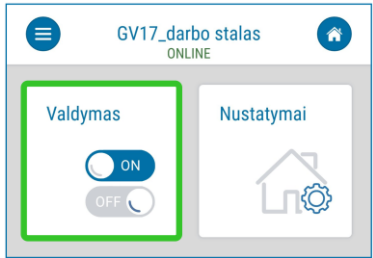 GV17_darbo stalas
ONLINE
Valdymas
Nustatymai
ON
OFF